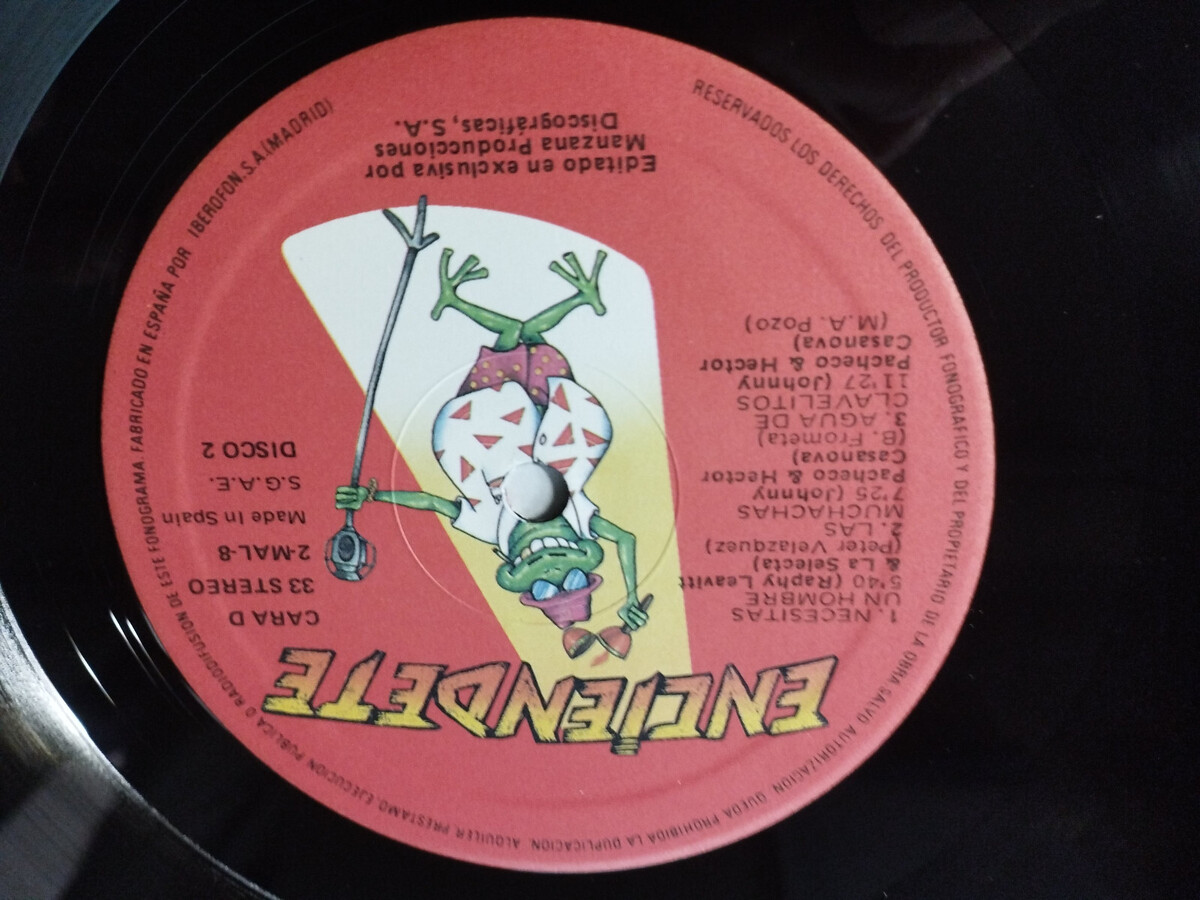 ENCIENDETE
1. NECESITAS
UN HOMBRE
5'40 (Raphy Leavitt
& La Selecta)
(Peter Velazquez)
2. LAS
MUCHACHAS
7'25 (Johnny
Pacheco & Hector
Casanova)
(B. Frometa)
3. AGUA DE
CLAVELITOS
11'27 (Johnny
Pacheco & Hector
Casanova)
(M.A. Pozo)
CARA D
33 STEREO
2-MAL-8
Made In Spain
S.G.A.E.
DISCO 2
Editado en exclusiva por
Manzana Producciones
Discográficas, S.A.
RESERVADOS LOS DERECHOS DEL PRODUCTOR FONOGRAFICO Y DEL PROPIETARIO DE LA OBRA SALVO AUTORIZACION. QUEDA PROHIBIDA LA DUPLICACION. ALQUILER PRESTAMO. EJECUCION PUBLICA O RADIODIFUSION DE ESTE FONOGRAMA. FABRICADO EN ESPAÑA POR IBEROFON. S.A. (MADRID)